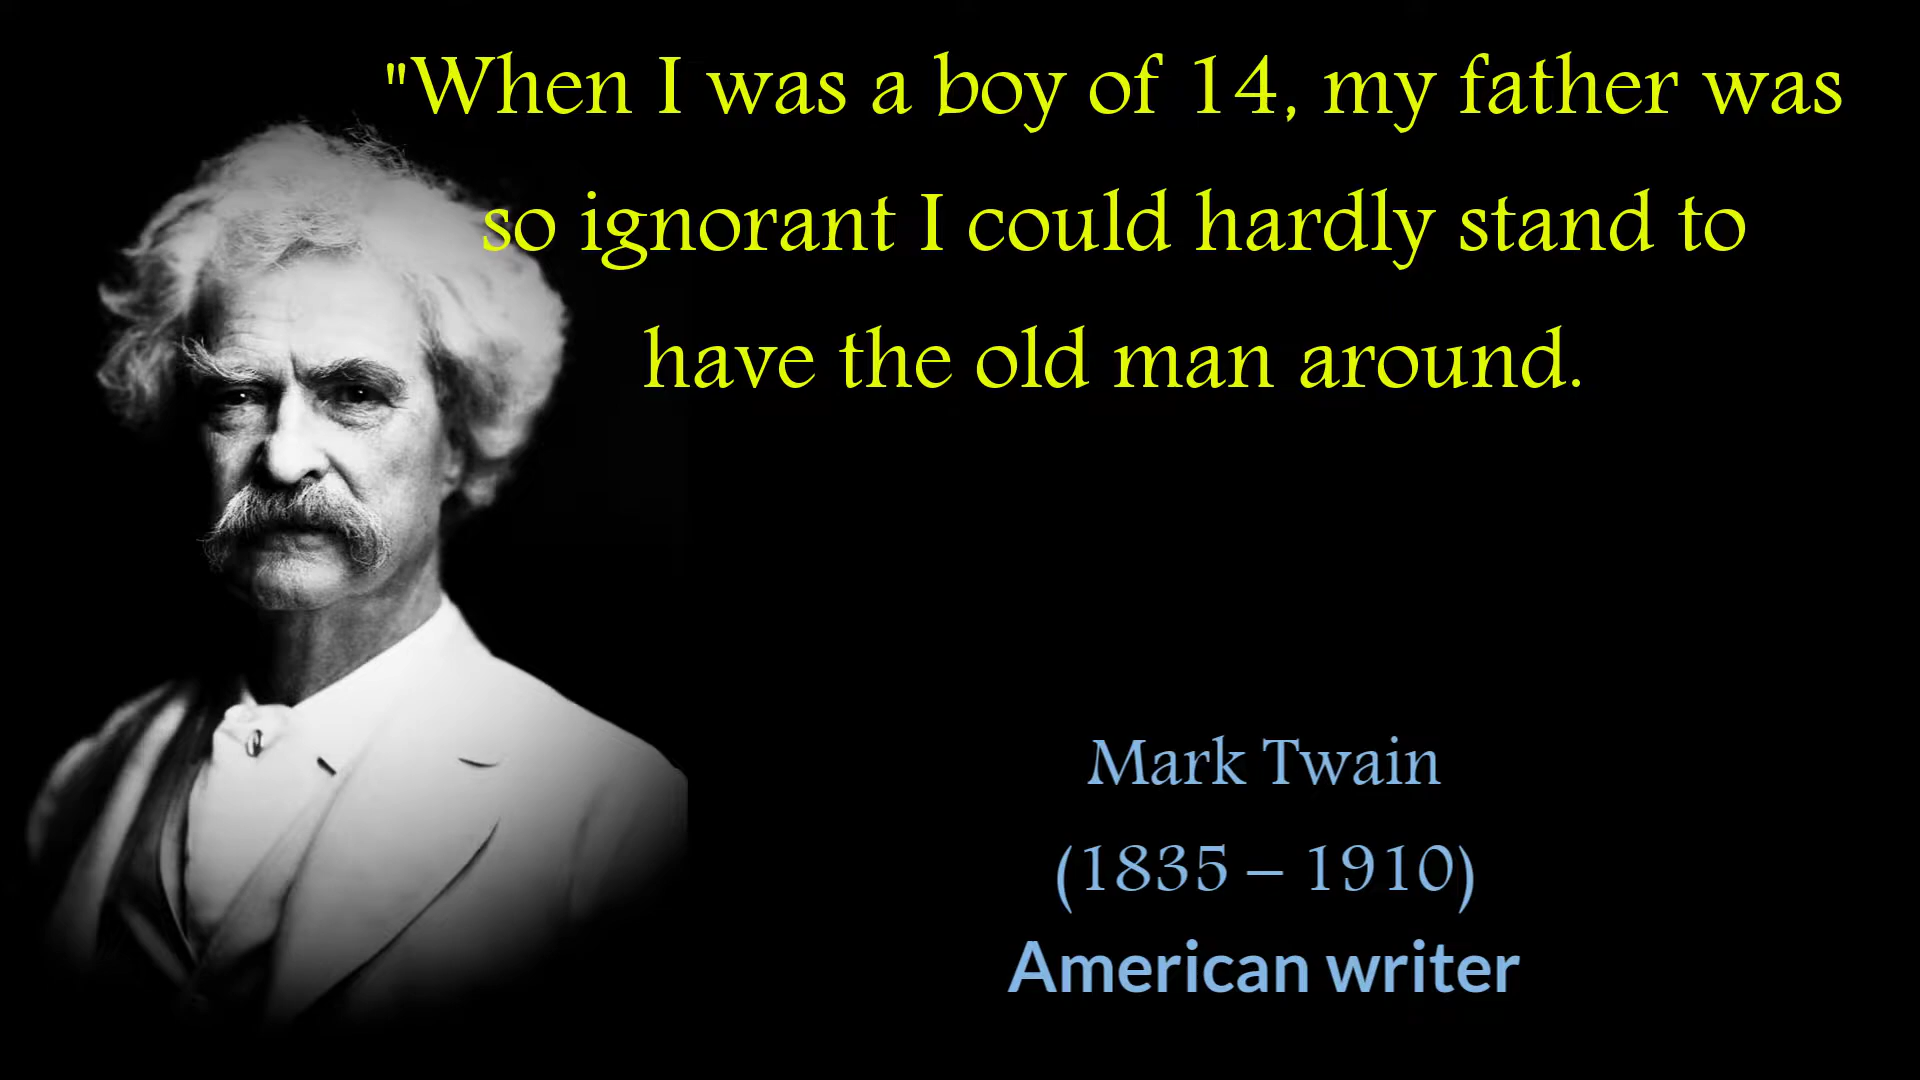 "When I was a boy of 14, my father was
so ignorant I could hardly stand to
have the old man around.
Mark Twain
(1835 – 1910)
American writer